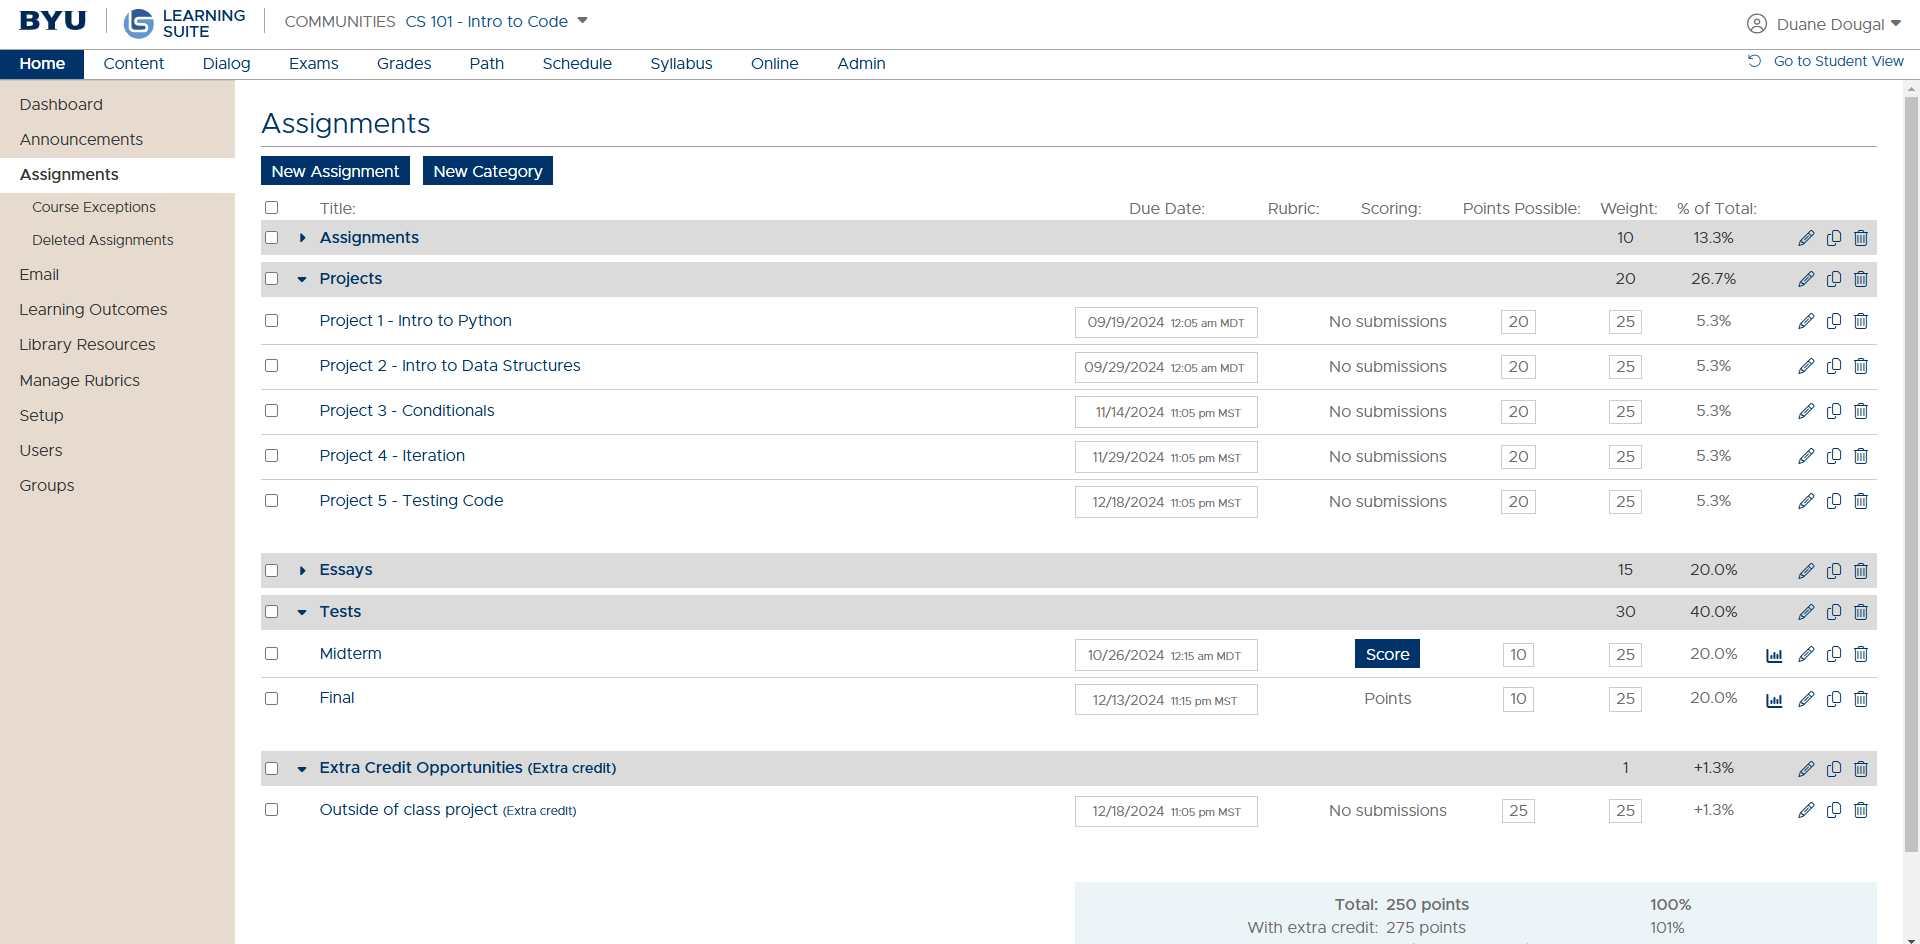 BYU LEARNING SUITE COMMUNITIES CS 101 - Intro to Code Duane Dougal
Home Content Dialog Exams Grades Path Schedule Syllabus Online Admin Go to Student View
Dashboard
Announcements
Assignments
Course Exceptions
Deleted Assignments
Email
Learning Outcomes
Library Resources
Manage Rubrics
Setup
Users
Groups
Assignments
New Assignment New Category
Title: Due Date: Rubric: Scoring: Points Possible: Weight: % of Total:
Assignments 10 13.3%
Projects 20 26.7%
Project 1 - Intro to Python 09/19/2024 12:05 am MDT No submissions 20 25 5.3%
Project 2 - Intro to Data Structures 09/29/2024 12:05 am MDT No submissions 20 25 5.3%
Project 3 - Conditionals 11/14/2024 11:05 pm MST No submissions 20 25 5.3%
Project 4 - Iteration 11/29/2024 11:05 pm MST No submissions 20 25 5.3%
Project 5 - Testing Code 12/18/2024 11:05 pm MST No submissions 20 25 5.3%
Essays 15 20.0%
Tests 30 40.0%
Midterm 10/26/2024 12:15 am MDT Score 10 25 20.0%
Final 12/13/2024 11:15 pm MST Points 10 25 20.0%
Extra Credit Opportunities (Extra credit) 1 +1.3%
Outside of class project (Extra credit) 12/18/2024 11:05 pm MST No submissions 25 25 +1.3%
Total: 250 points 100%
With extra credit: 275 points 101%